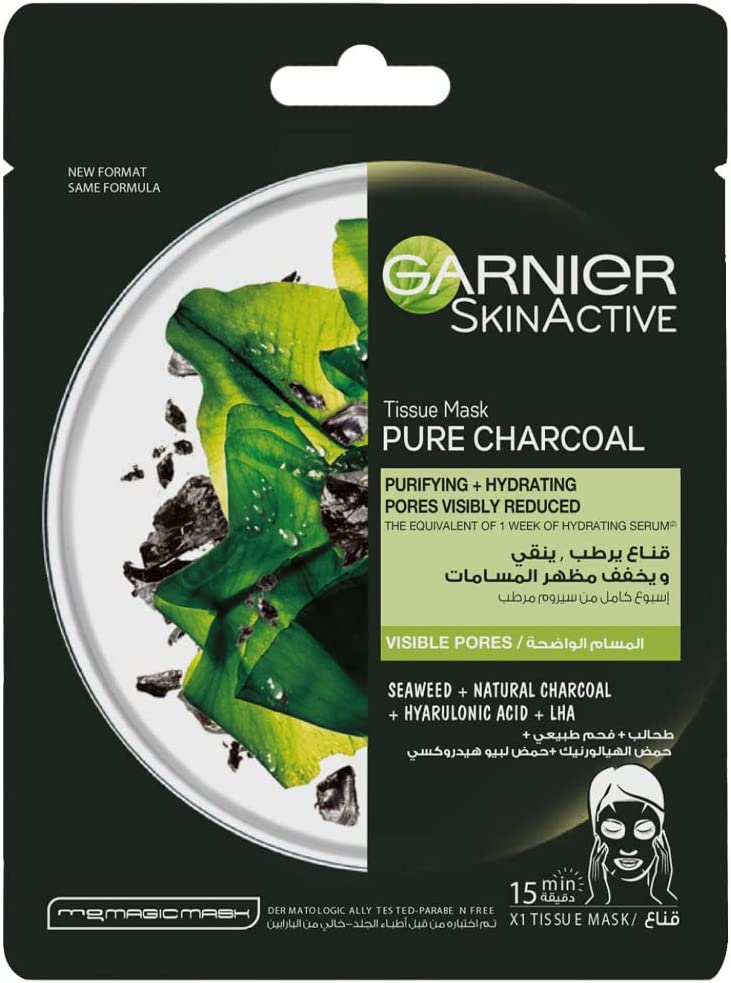 NEW FORMAT
SAME FORMULA
GARNIER
SKINACTIVE
Tissue Mask
PURE CHARCOAL
PURIFYING + HYDRATING
PORES VISIBLY REDUCED
THE EQUIVALENT OF 1 WEEK OF HYDRATING SERUM(2)
قناع يرطب , ينقي
و يخفف مظهر المسامات
إسبوع كامل من سيروم مرطب
VISIBLE PORES / المسام الواضحة
SEAWEED + NATURAL CHARCOAL
+ HYARULONIC ACID + LHA
طحالب + فحم طبيعي +
حمض الهيالورنيك +حمض لبيو هيدروكسي
15 min
دقيقة
X1 TISSUE MASK/ قناع
mgmagicmask
DERMATOLOGICALLY TESTED-PARABEN FREE
تم اختباره من قبل أطباء الجلد-خالي من البارابين